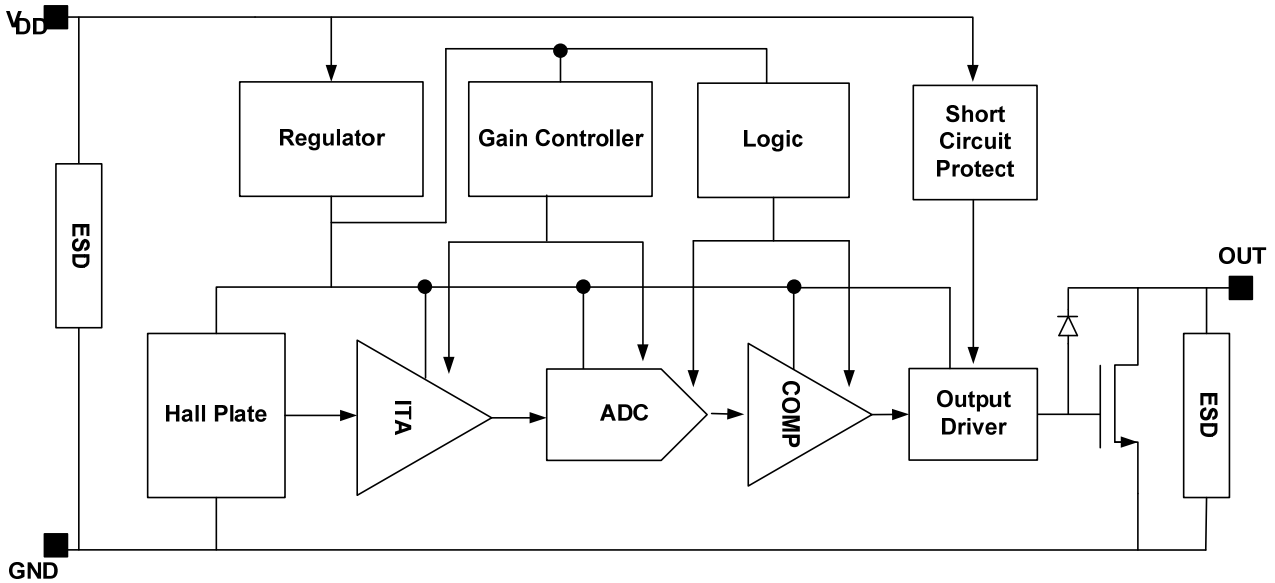 VDD
Regulator
Gain Controller
Logic
Short
Circuit
Protect
ESD
OUT
Hall Plate
ITA
ADC
COMP
Output
Driver
ESD
GND